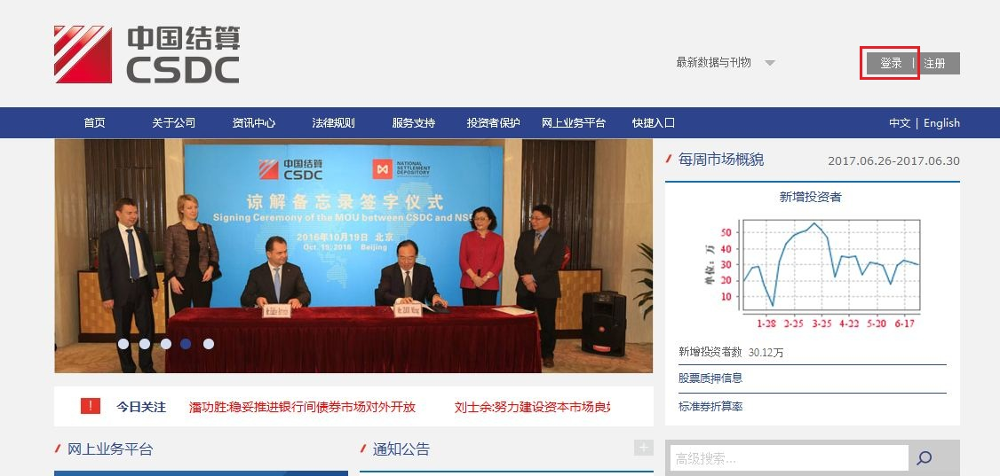 中国结算
CSDC
最新数据与刊物
登录 | 注册
首页 关于公司 资讯中心 法律规则 服务支持 投资者保护 网上业务平台 快捷入口 中文 | English
中国结算
CSDC
NATIONAL
SETTLEMENT
DEPOSITORY
谅解备忘录签字仪式
Signing Ceremony of the MOU between CSDC and NSD
2016年10月19日 北京
Oct. 19, 2016 Beijing
每周市场概貌 2017.06.26-2017.06.30
新增投资者
单位:万
50
40
30
20
10
1-28 2-25 3-25 4-22 5-20 6-17
新增投资者数 30.12万
股票质押信息
标准券折算率
! 今日关注 潘功胜:稳妥推进银行间债券市场对外开放 刘士余:努力建设资本市场良好
网上业务平台 通知公告 +
高级搜索...